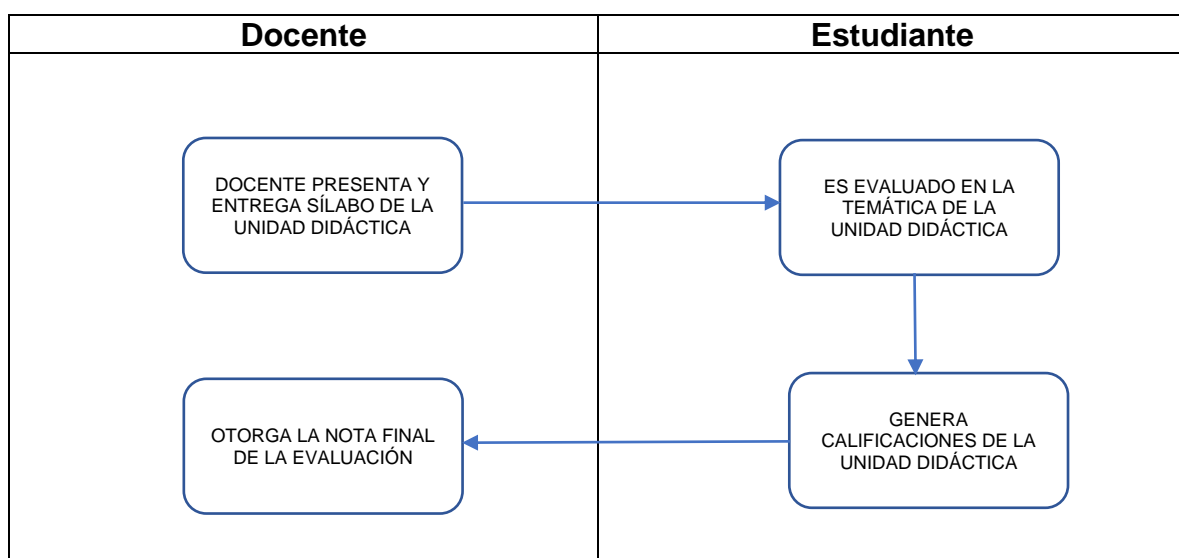 Docente
Estudiante
DOCENTE PRESENTA Y
ENTREGA SÍLABO DE LA
UNIDAD DIDÁCTICA
ES EVALUADO EN LA
TEMÁTICA DE LA
UNIDAD DIDÁCTICA
GENERA
CALIFICACIONES DE LA
UNIDAD DIDÁCTICA
OTORGA LA NOTA FINAL
DE LA EVALUACIÓN